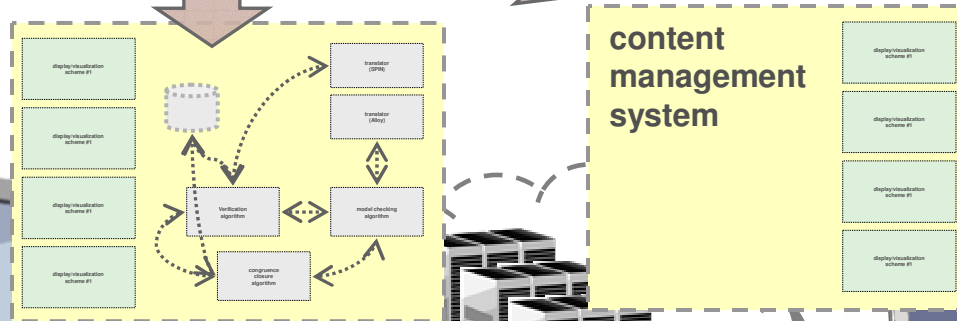 display/visualization
scheme #1
display/visualization
scheme #1
display/visualization
scheme #1
display/visualization
scheme #1
translator
(SPIN)
translator
(Alloy)
Verification
algorithm
model checking
algorithm
congruence
closure
algorithm
content
management
system
display/visualization
scheme #1
display/visualization
scheme #1
display/visualization
scheme #1
display/visualization
scheme #1